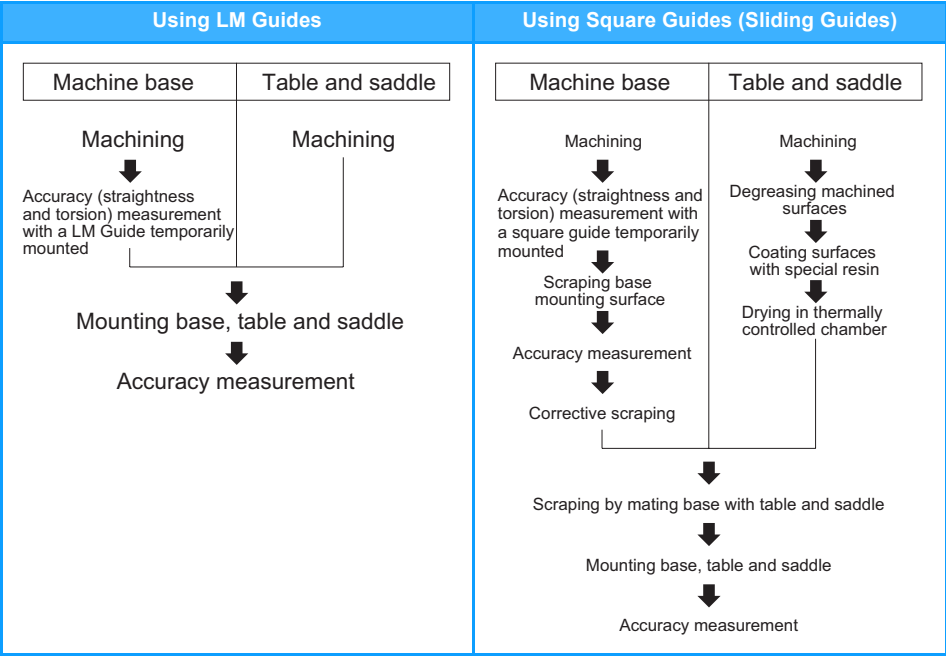 Using LM Guides
Machine base
Table and saddle
Machining
Machining
Accuracy (straightness
and torsion) measurement
with a LM Guide temporarily
mounted
Mounting base, table and saddle
Accuracy measurement
Using Square Guides (Sliding Guides)
Machine base
Table and saddle
Machining
Accuracy (straightness and
torsion) measurement with
a square guide temporarily
mounted
Scraping base
mounting surface
Accuracy measurement
Corrective scraping
Machining
Degreasing machined
surfaces
Coating surfaces
with special resin
Drying in thermally
controlled chamber
Scraping by mating base with table and saddle
Mounting base, table and saddle
Accuracy measurement